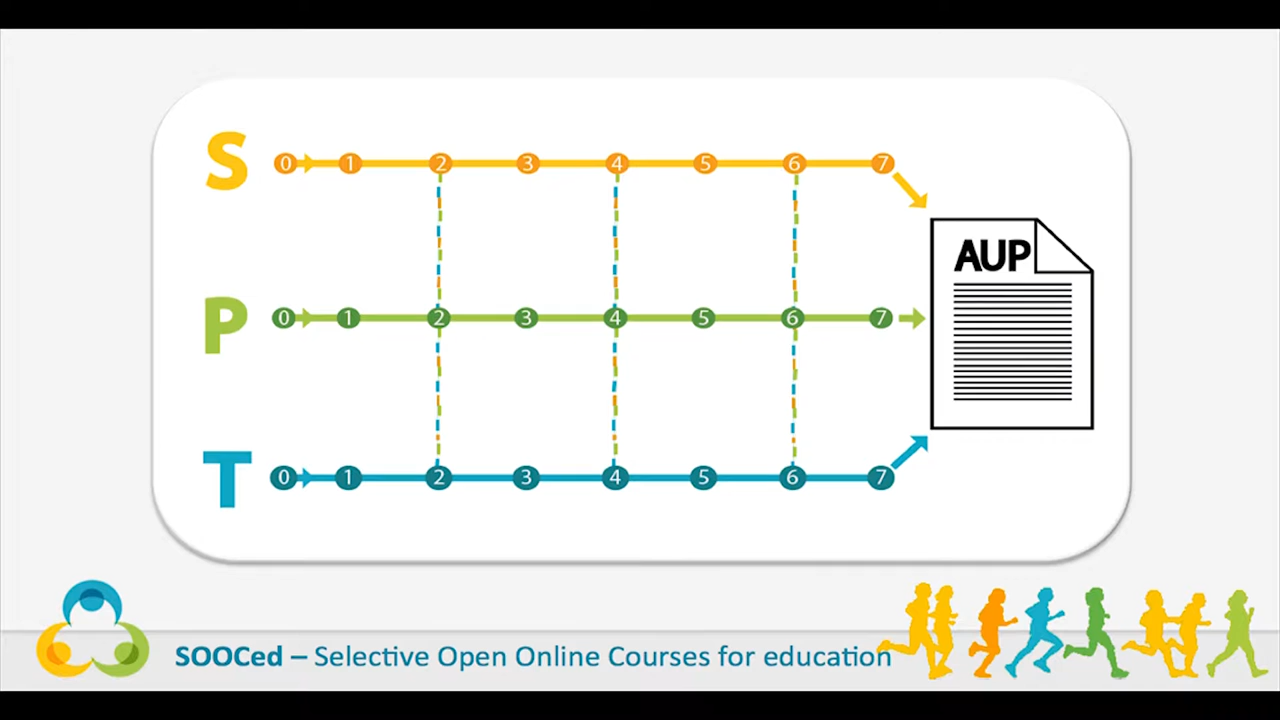 S 0 1 2 3 4 5 6 7
AUP
P 0 1 2 3 4 5 6 7
T 0 1 2 3 4 5 6 7
SOOCed – Selective Open Online Courses for education